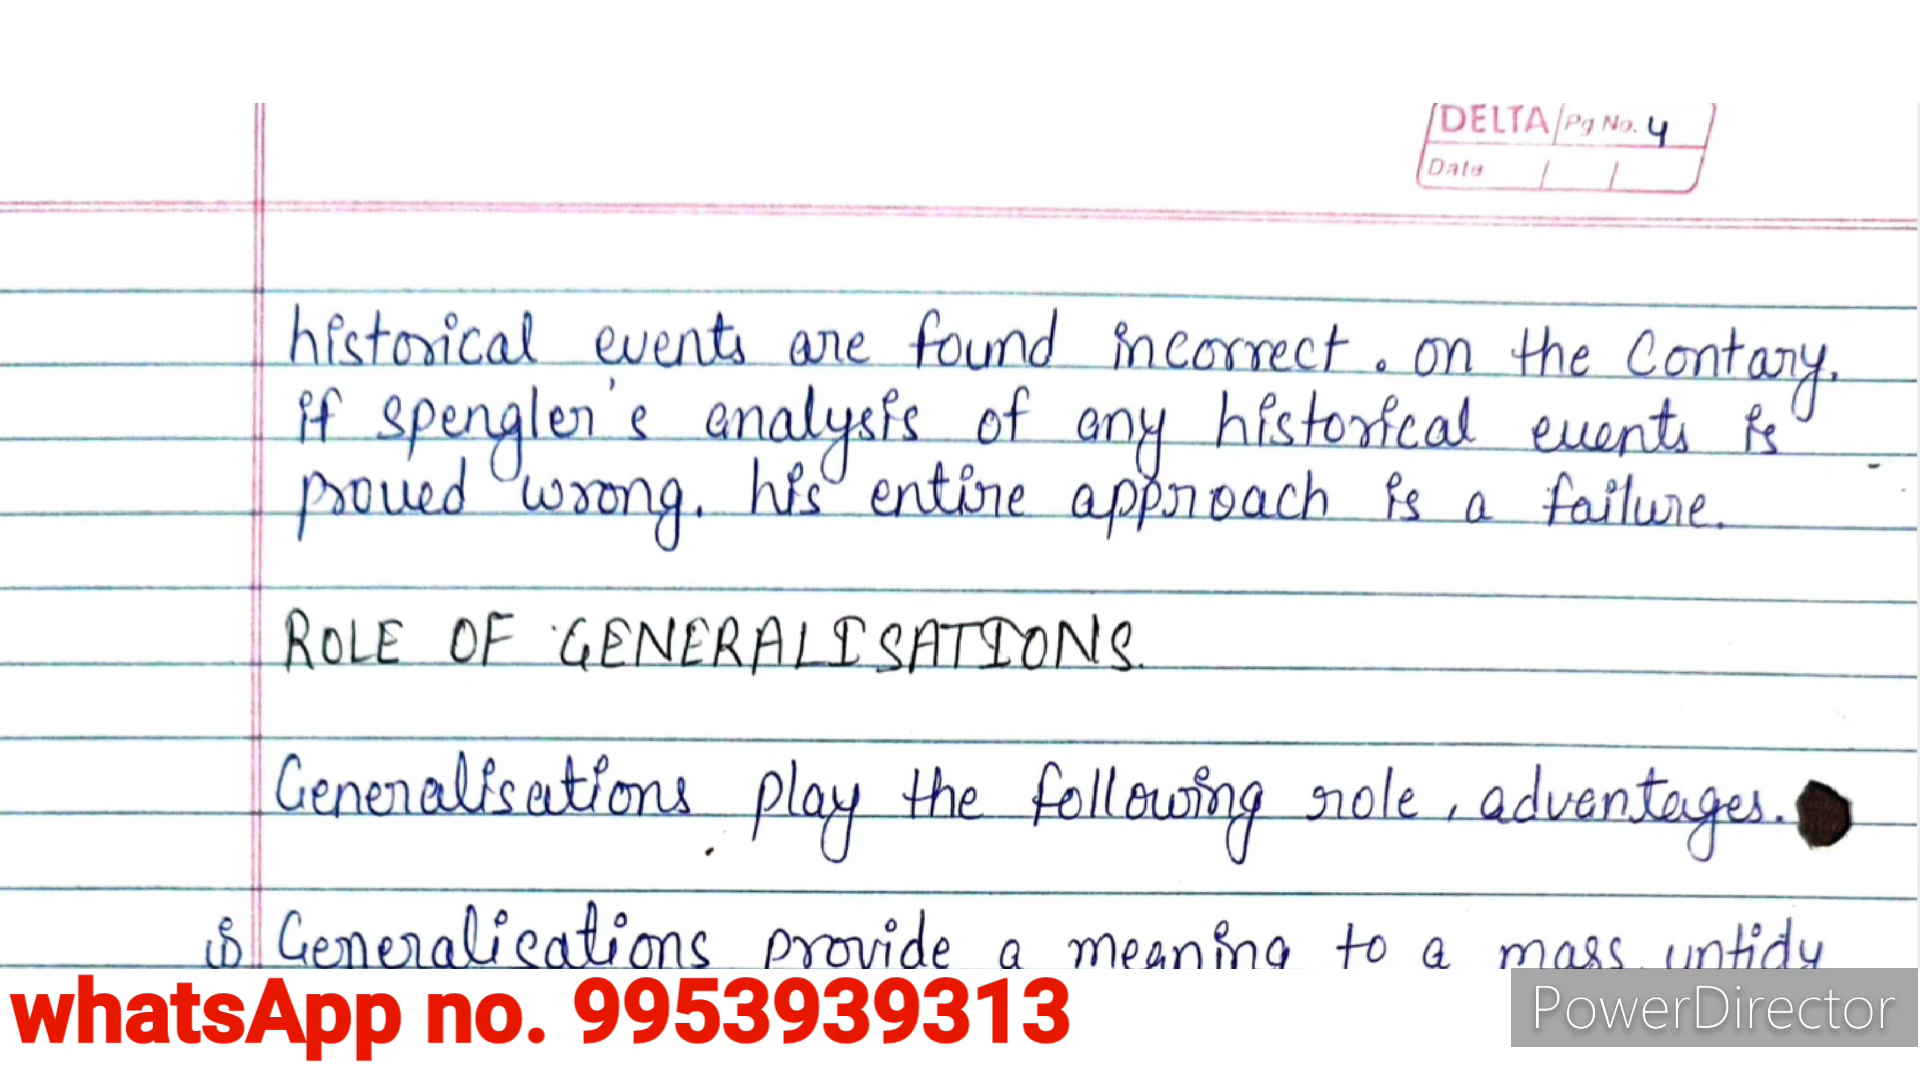 DELTA Pg No. 4
Date
historical events are found incorrect. on the Contary.
if spengler's analysis of any historical events is
proved wrong. his entire approach is a failure.
ROLE OF GENERALISATIONS.
Generalisations play the following role, advantages.
i) Generalisations provide a meaning to a mass untidy
whatsApp no. 9953939313
PowerDirector